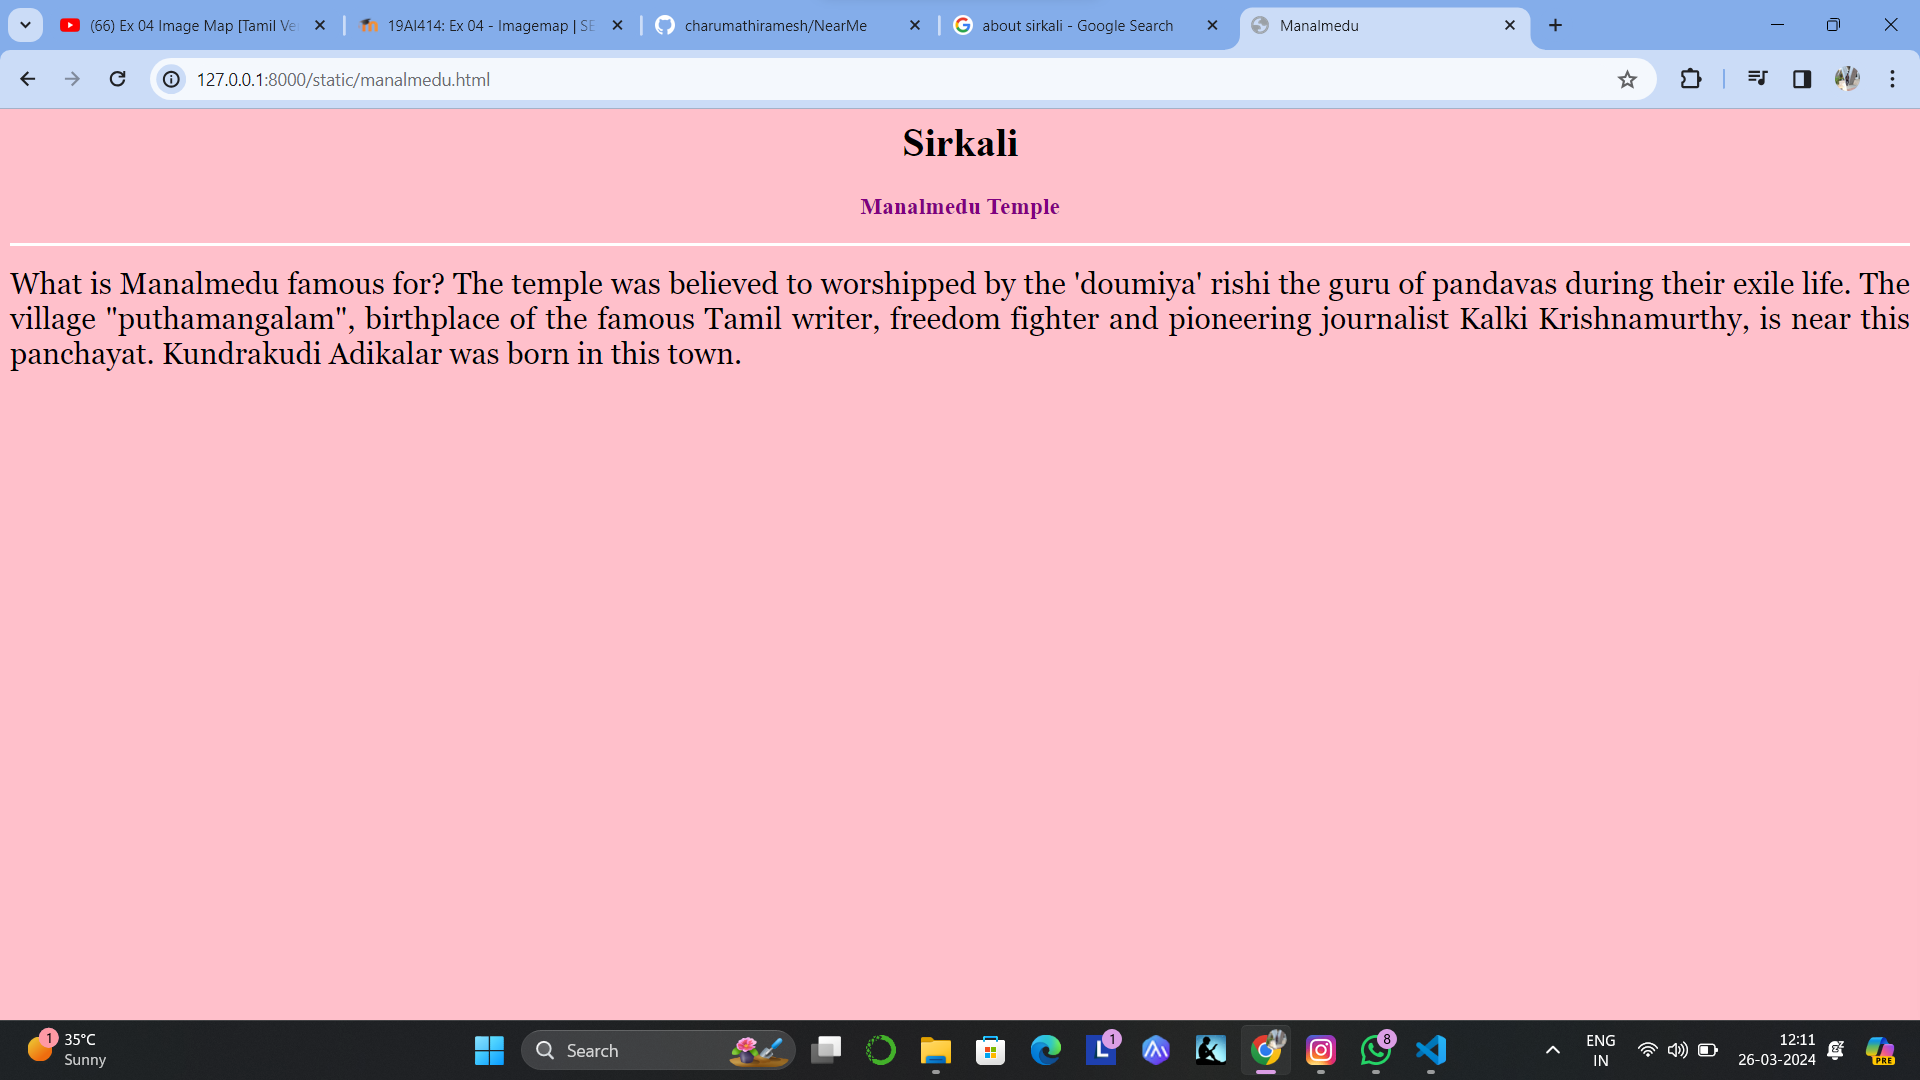 (66) Ex 04 Image Map [Tamil Ve
19AI414: Ex 04 - Imagemap | SE
charumathiramesh/NearMe
about sirkali - Google Search
Manalmedu
127.0.0.1:8000/static/manalmedu.html
Sirkali
Manalmedu Temple
What is Manalmedu famous for? The temple was believed to worshipped by the 'doumiya' rishi the guru of pandavas during their exile life. The
village "puthamangalam", birthplace of the famous Tamil writer, freedom fighter and pioneering journalist Kalki Krishnamurthy, is near this
panchayat. Kundrakudi Adikalar was born in this town.
1
35°C
Sunny
Search
L
1
8
ENG
IN
12:11
26-03-2024
PRE